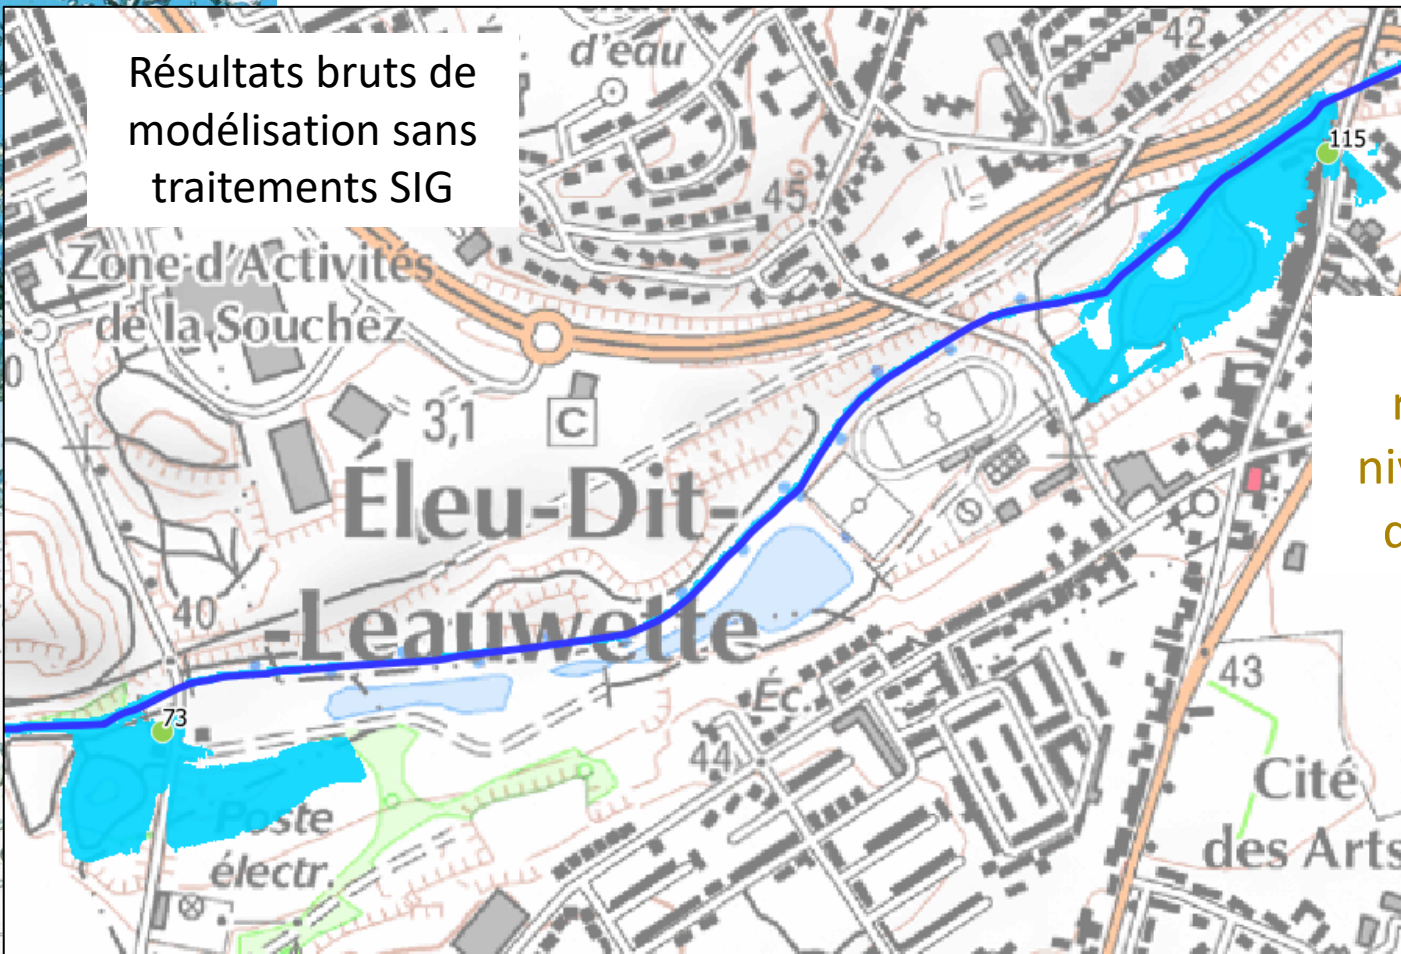 Résultats bruts de
modélisation sans
traitements SIG
d'eau
42
115
45
Zone d'Activités
de la Souchez
0
3,1
C
Éleu-Dit-
-Leauwette
40
73
43
Éc.
44
Cité
des Arts
Poste
électr.